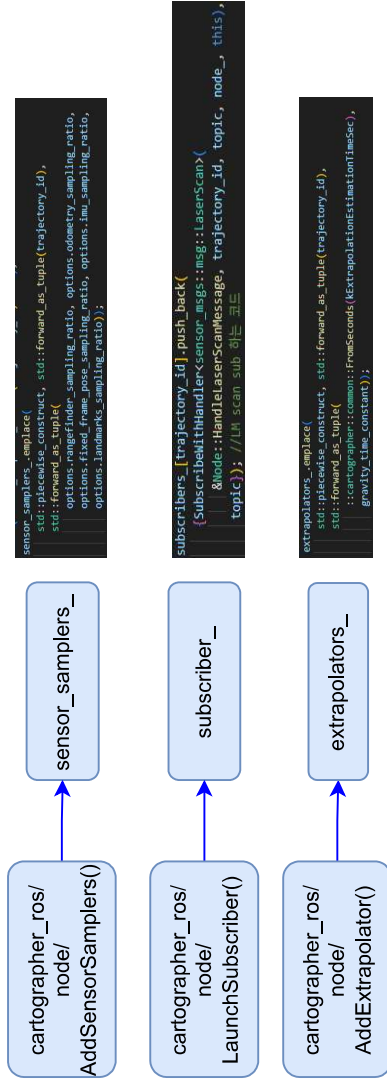 cartographer_ros/
node/
AddSensorSamplers()
sensor_samplers_
sensor_samplers_.emplace(
std::piecewise_construct, std::forward_as_tuple(trajectory_id),
std::forward_as_tuple(
options.rangefinder_sampling_ratio, options.odometry_sampling_ratio,
options.fixed_frame_pose_sampling_ratio, options.imu_sampling_ratio,
options.landmarks_sampling_ratio));
cartographer_ros/
node/
LaunchSubscriber()
subscriber_
subscribers_[trajectory_id].push_back(
{SubscribeWithHandler<sensor_msgs::msg::LaserScan>(
&Node::HandleLaserScanMessage, trajectory_id, topic, node_, this),
topic}); //LM scan sub 하는 코드
cartographer_ros/
node/
AddExtrapolator()
extrapolators_
extrapolators_.emplace(
std::piecewise_construct, std::forward_as_tuple(trajectory_id),
std::forward_as_tuple(
::cartographer::common::FromSeconds(kExtrapolationEstimationTimeSec),
gravity_time_constant));